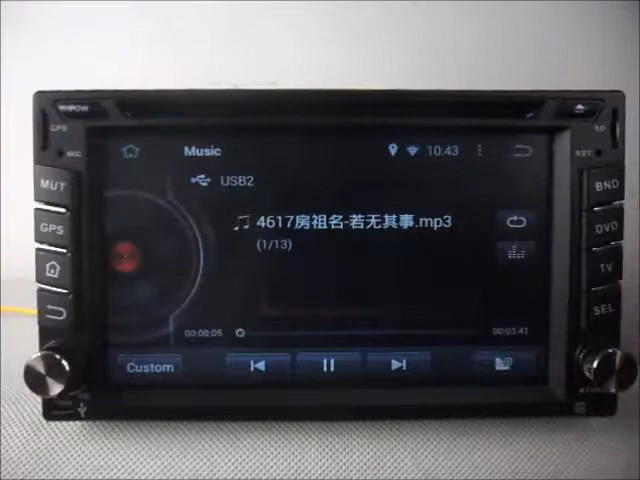 POW
GPS
MIC
SD
RST
MUT
GPS
BND
DVD
TV
SEL
Music
10:43
USB2
4617房祖名-若无其事.mp3
(1/13)
00:00:05
00:03:41
Custom